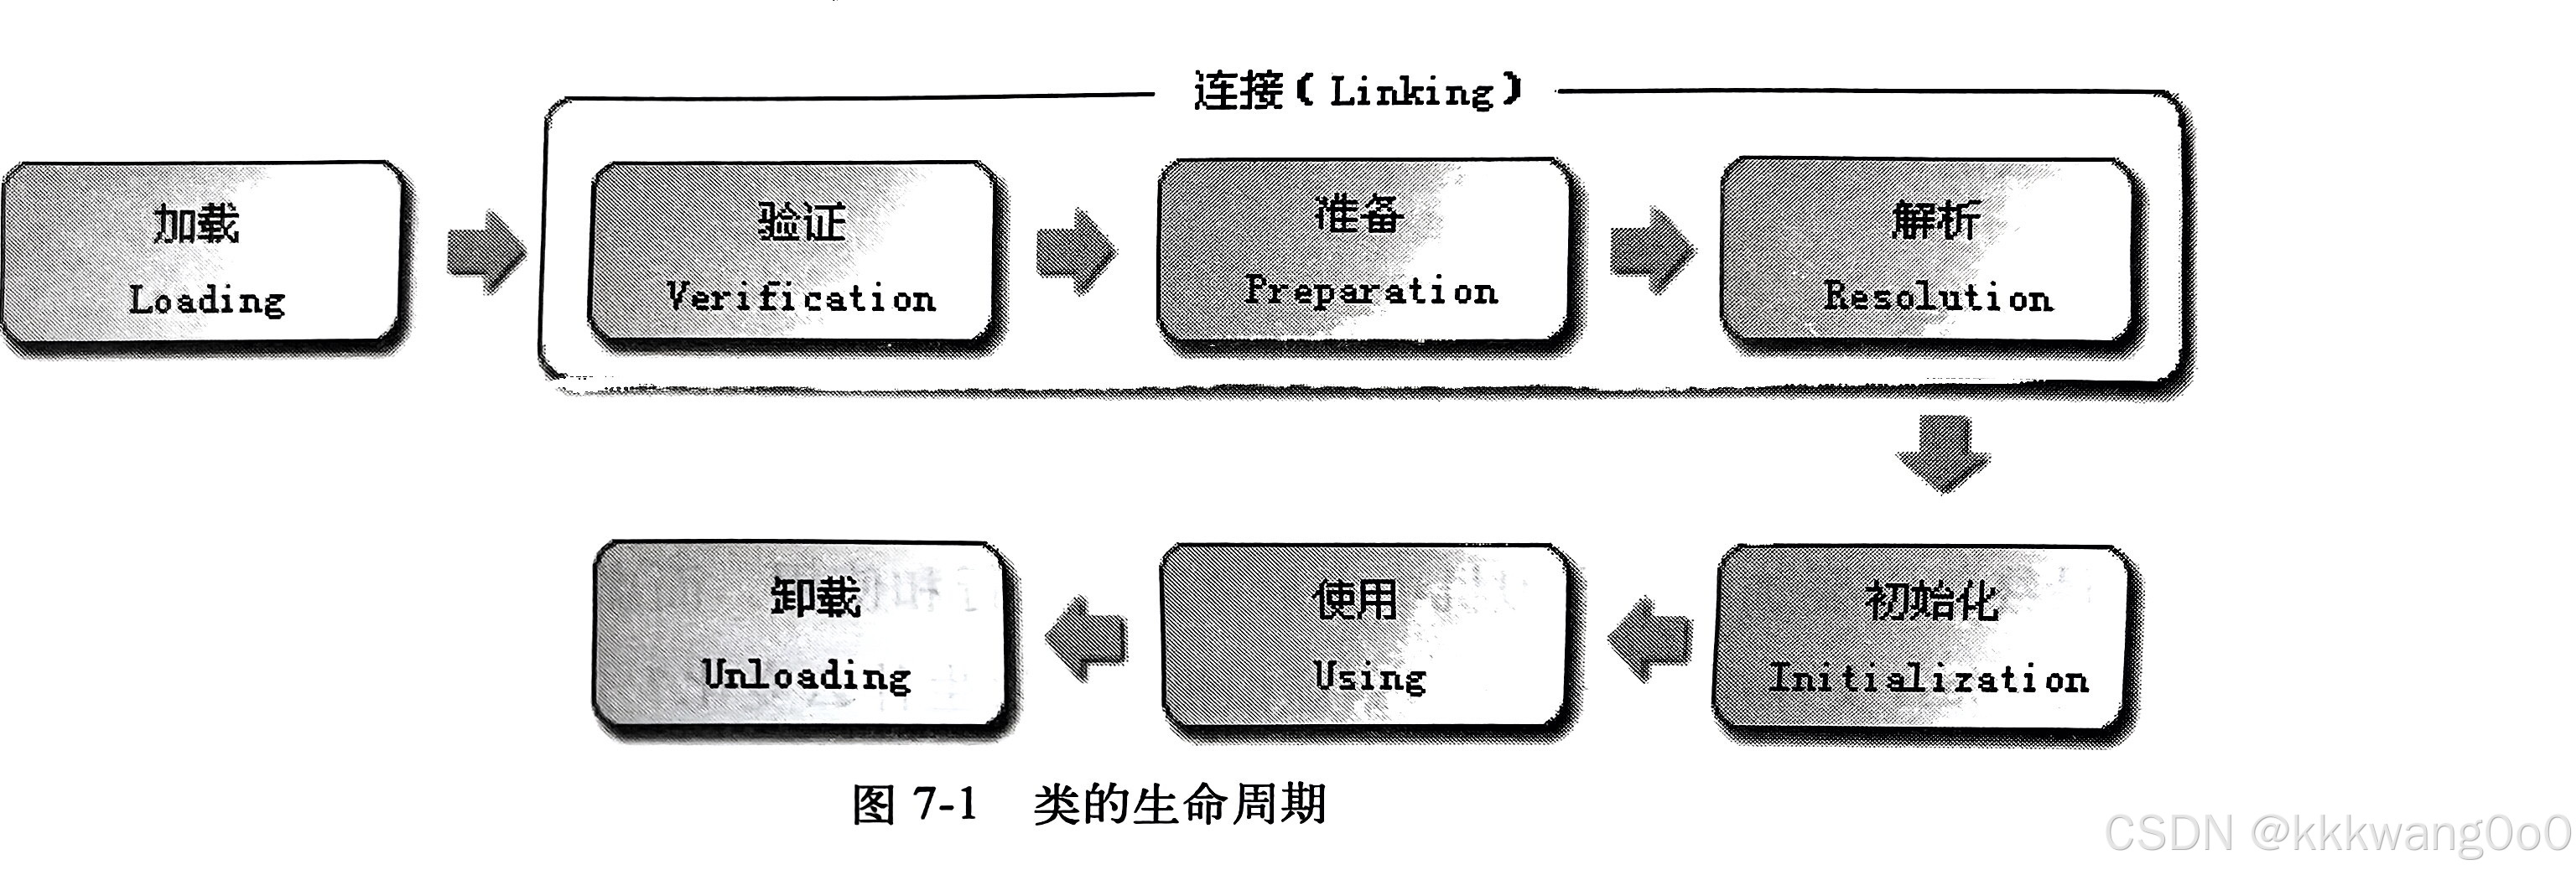 连接(Linking)
加载
Loading
验证
Verification
准备
Preparation
解析
Resolution
初始化
Initialization
使用
Using
卸载
Unloading
图 7-1 类的生命周期
CSDN @kkkwang0o0